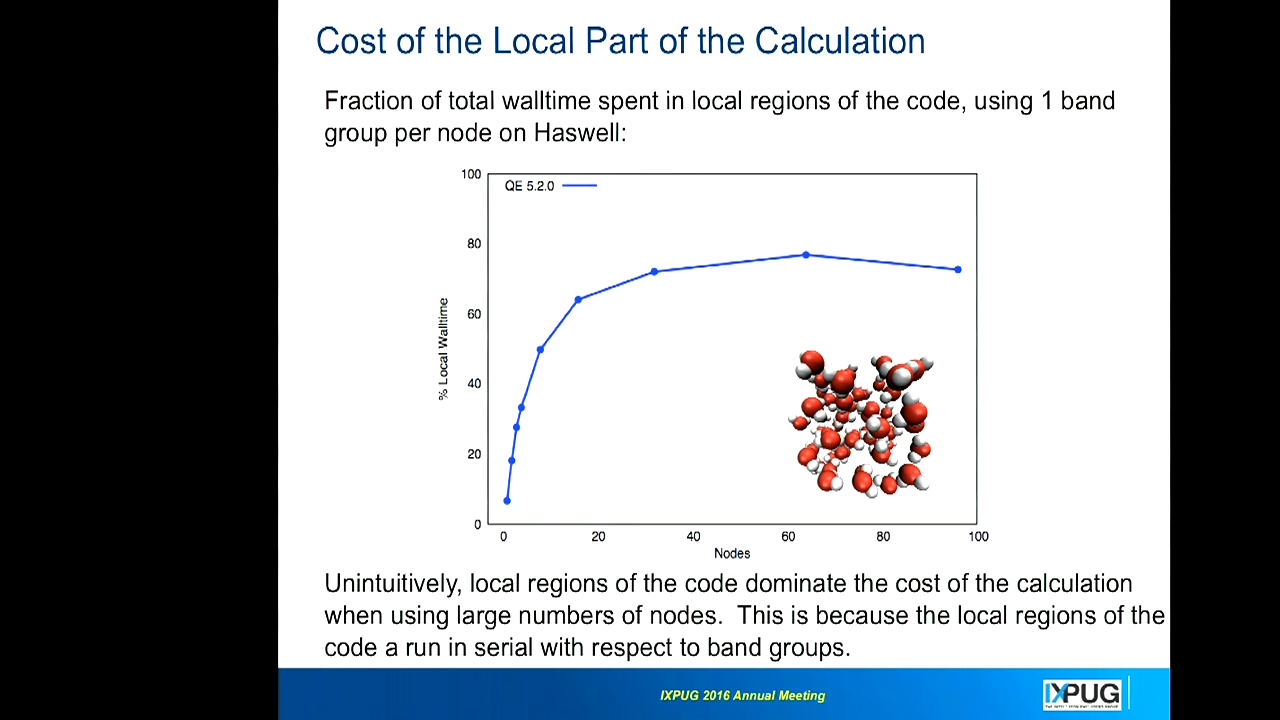 Cost of the Local Part of the Calculation
Fraction of total walltime spent in local regions of the code, using 1 band
group per node on Haswell:
100
QE 5.2.0
80
60
% Local Walltime
40
20
0
0 20 40 60 80 100
Nodes
Unintuitively, local regions of the code dominate the cost of the calculation
when using large numbers of nodes.  This is because the local regions of the
code a run in serial with respect to band groups.
IXPUG 2016 Annual Meeting
IXPUG